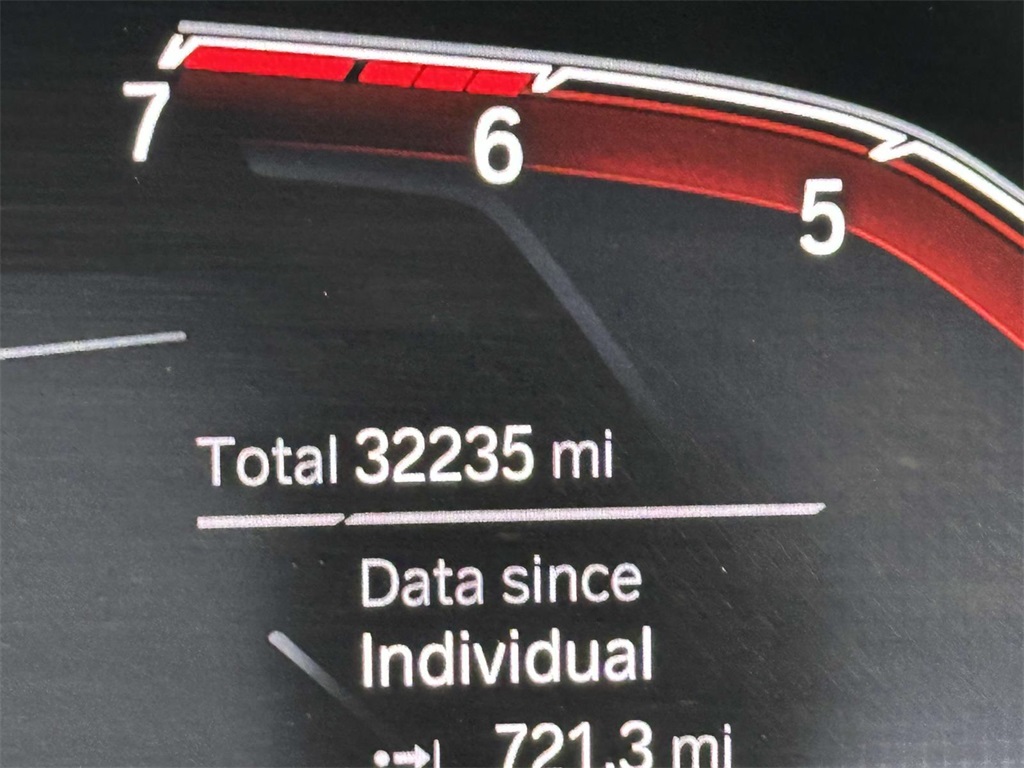 7
6
5
Total 32235 mi
Data since
Individual
721.3 mi